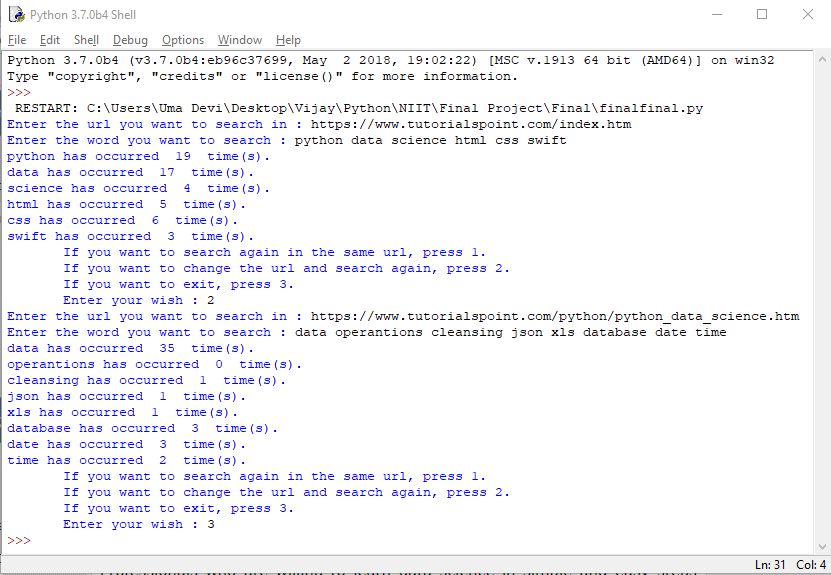 Python 3.7.0b4 Shell
File Edit Shell Debug Options Window Help
Python 3.7.0b4 (v3.7.0b4:eb96c37699, May  2 2018, 19:02:22) [MSC v.1913 64 bit (AMD64)] on win32
Type "copyright", "credits" or "license()" for more information.
>>>
 RESTART: C:\Users\Uma Devi\Desktop\Vijay\Python\NIIT\Final Project\Final\finalfinal.py
Enter the url you want to search in : https://www.tutorialspoint.com/index.htm
Enter the word you want to search : python data science html css swift
python has occurred  19  time(s).
data has occurred  17  time(s).
science has occurred  4  time(s).
html has occurred  5  time(s).
css has occurred  6  time(s).
swift has occurred  3  time(s).
       If you want to search again in the same url, press 1.
       If you want to change the url and search again, press 2.
       If you want to exit, press 3.
       Enter your wish : 2
Enter the url you want to search in : https://www.tutorialspoint.com/python/python_data_science.htm
Enter the word you want to search : data operantions cleansing json xls database date time
data has occurred  35  time(s).
operantions has occurred  0  time(s).
cleansing has occurred  1  time(s).
json has occurred  1  time(s).
xls has occurred  1  time(s).
database has occurred  3  time(s).
date has occurred  3  time(s).
time has occurred  2  time(s).
       If you want to search again in the same url, press 1.
       If you want to change the url and search again, press 2.
       If you want to exit, press 3.
       Enter your wish : 3
>>>
Ln: 31 Col: 4